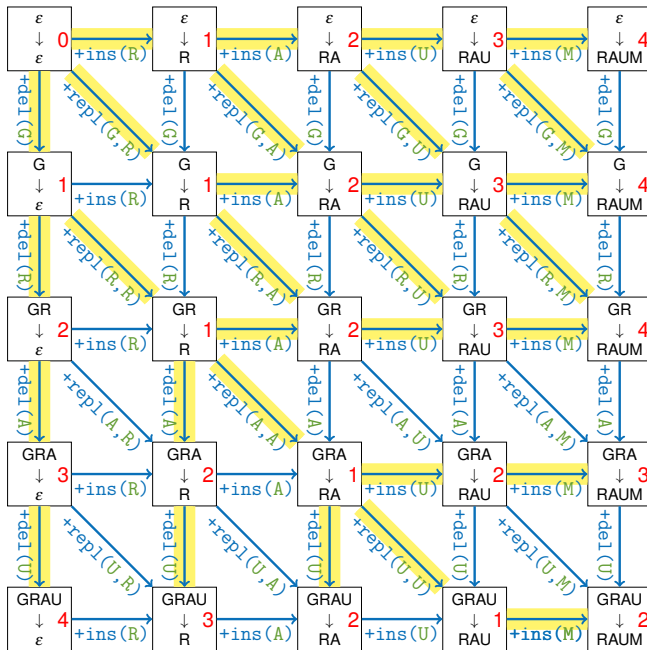 ε ε ε ε ε
↓ 0 ↓ 1 ↓ 2 ↓ 3 ↓ 4
ε +ins(R) R +ins(A) RA +ins(U) RAU +ins(M) RAUM
+del(G) +repl(G,R) +del(G) +repl(G,A) +del(G) +repl(G,U) +del(G) +repl(G,M) +del(G)
G G G G G
↓ 1 ↓ 1 ↓ 2 ↓ 3 ↓ 4
ε +ins(R) R +ins(A) RA +ins(U) RAU +ins(M) RAUM
+del(R) +repl(R,R) +del(R) +repl(R,A) +del(R) +repl(R,U) +del(R) +repl(R,M) +del(R)
GR GR GR GR GR
↓ 2 ↓ 1 ↓ 2 ↓ 3 ↓ 4
ε +ins(R) R +ins(A) RA +ins(U) RAU +ins(M) RAUM
+del(A) +repl(A,R) +del(A) +repl(A,A) +del(A) +repl(A,U) +del(A) +repl(A,M) +del(A)
GRA GRA GRA GRA GRA
↓ 3 ↓ 2 ↓ 1 ↓ 2 ↓ 3
ε +ins(R) R +ins(A) RA +ins(U) RAU +ins(M) RAUM
+del(U) +repl(U,R) +del(U) +repl(U,A) +del(U) +repl(U,U) +del(U) +repl(U,M) +del(U)
GRAU GRAU GRAU GRAU GRAU
↓ 4 ↓ 3 ↓ 2 ↓ 1 ↓ 2
ε +ins(R) R +ins(A) RA +ins(U) RAU +ins(M) RAUM